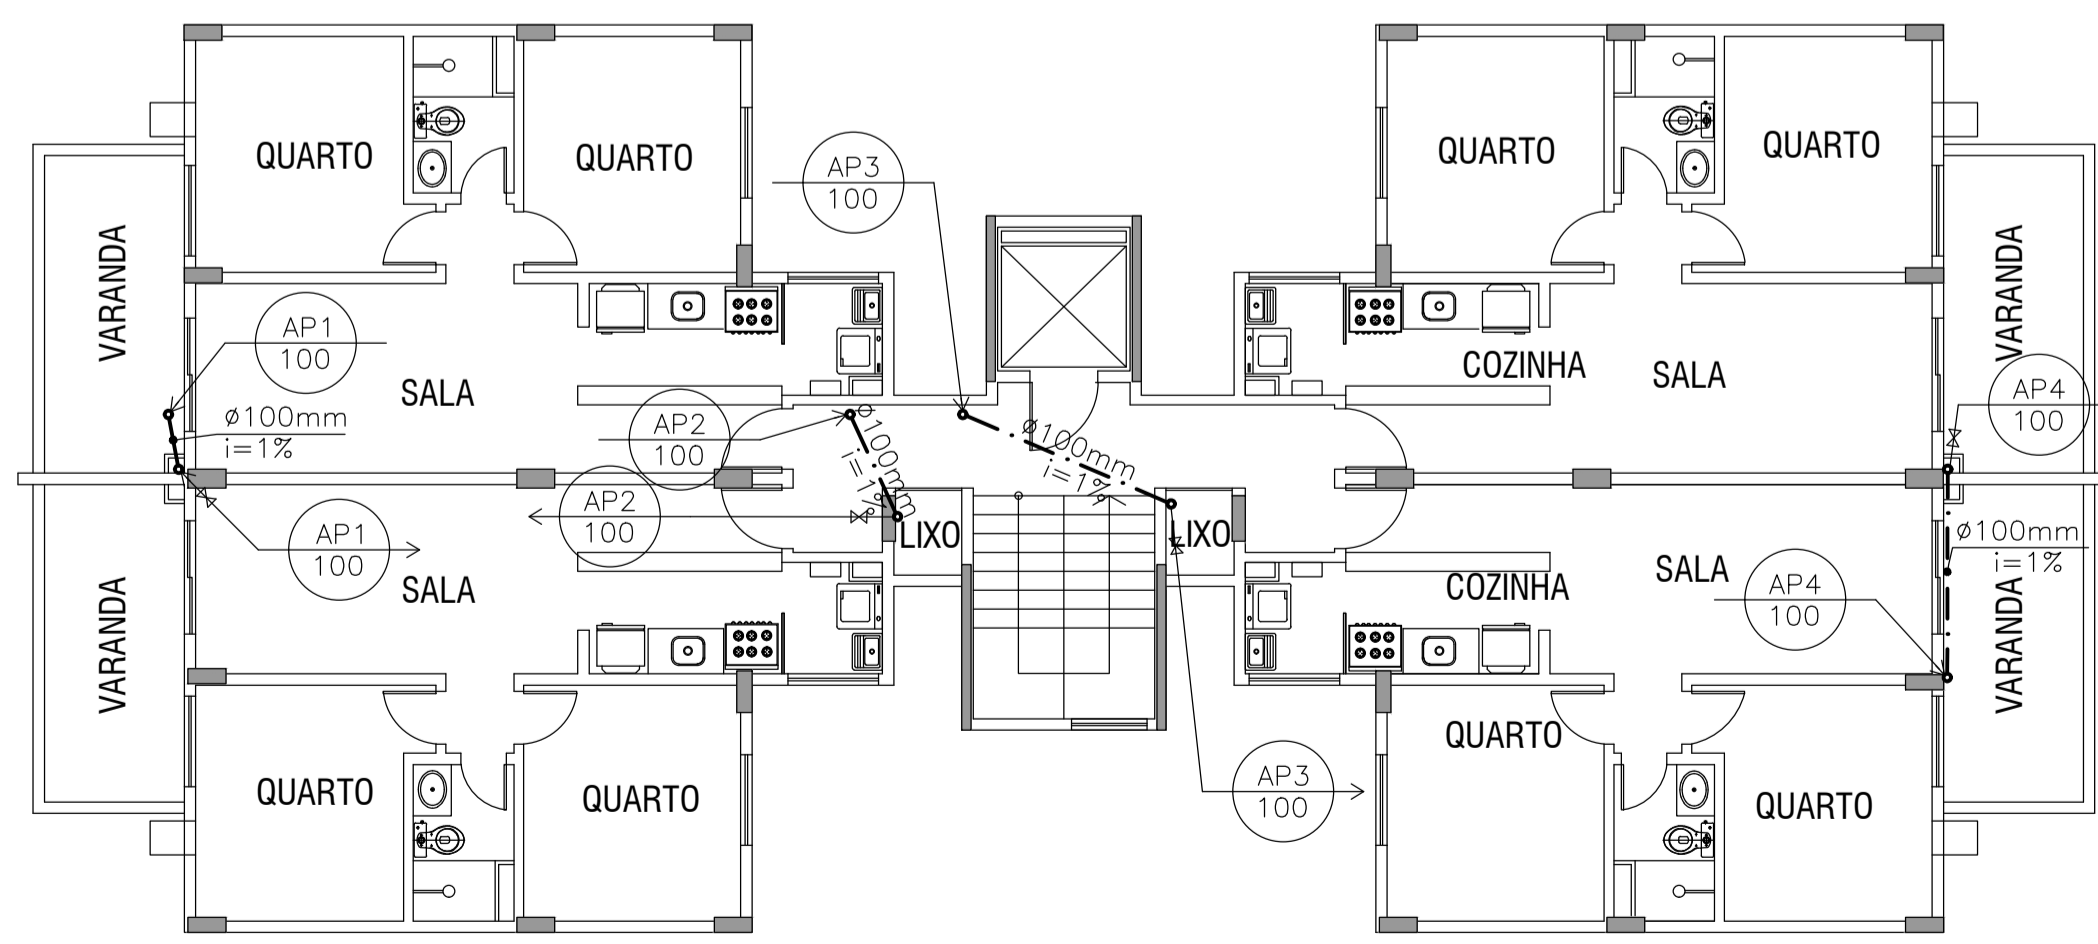 QUARTO
QUARTO
AP3
100
QUARTO
QUARTO
VARANDA
VARANDA
AP1
100
SALA
ø100mm
i=1%
AP2
100
ø100mm
i=1%
ø100mm
i=1%
COZINHA
SALA
AP4
100
AP2
100
LIXO
LIXO
AP1
100
SALA
VARANDA
COZINHA
SALA
AP4
100
ø100mm
i=1%
VARANDA
QUARTO
QUARTO
QUARTO
QUARTO
AP3
100